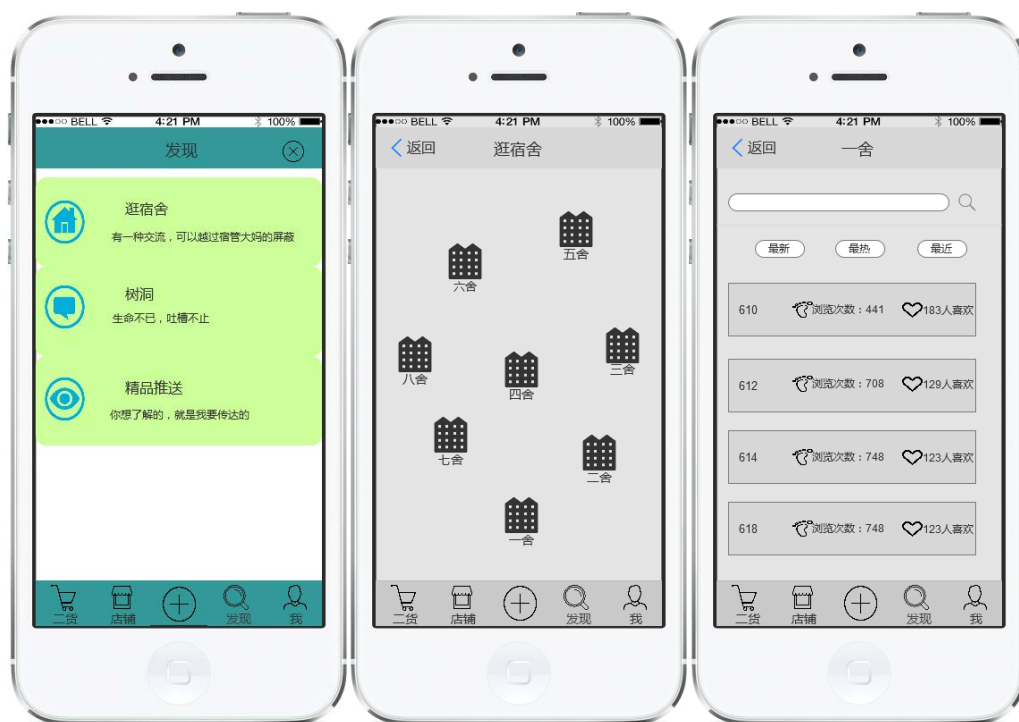 ●●●○○ BELL 4:21 PM 100%
发现
逛宿舍
有一种交流，可以越过宿管大妈的屏蔽
树洞
生命不已，吐槽不止
精品推送
你想了解的，就是我要传达的
二货 店铺 发现 我
●●●○○ BELL 4:21 PM 100%
返回 逛宿舍
五舍
六舍
三舍
八舍
四舍
七舍
二舍
一舍
二货 店铺 发现 我
●●●○○ BELL 4:21 PM 100%
返回 一舍
最新 最热 最近
610 浏览次数：441 183人喜欢
612 浏览次数：708 129人喜欢
614 浏览次数：748 123人喜欢
618 浏览次数：748 123人喜欢
二货 店铺 发现 我